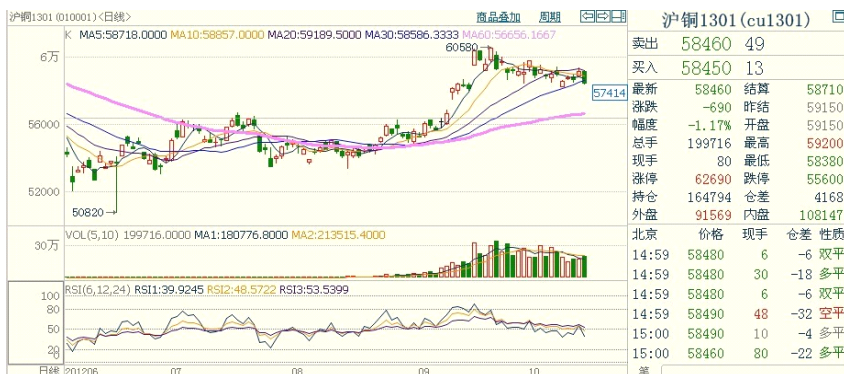 沪铜1301(010001)<日线> 商品叠加 周期
K MA5:58718.0000 MA10:58857.0000 MA20:59189.5000 MA30:58586.3333 MA60:56656.1667
60580
6万
57414
56000
52000
50820
VOL(5,10) 199716.0000 MA1:180776.8000 MA2:213515.4000
30万
RSI(6,12,24) RSI1:39.9245 RSI2:48.5722 RSI3:53.5399
100
80
50
20
0
日线 201206 07 08 09 10
沪铜1301(cu1301)
卖出 58460 49
买入 58450 13
最新 58460 结算 58710
涨跌 -690 昨结 59150
幅度 -1.17% 开盘 59150
总手 199716 最高 59200
现手 80 最低 58380
涨停 62690 跌停 55600
持仓 164794 仓差 4168
外盘 91569 内盘 108147
北京 价格 现手 仓差 性质
14:59 58480 6 -6 双平
14:59 58480 30 -18 多平
14:59 58480 6 -6 双平
14:59 58490 48 -32 空平
15:00 58490 10 -4 多平
15:00 58460 80 -22 多平
笔